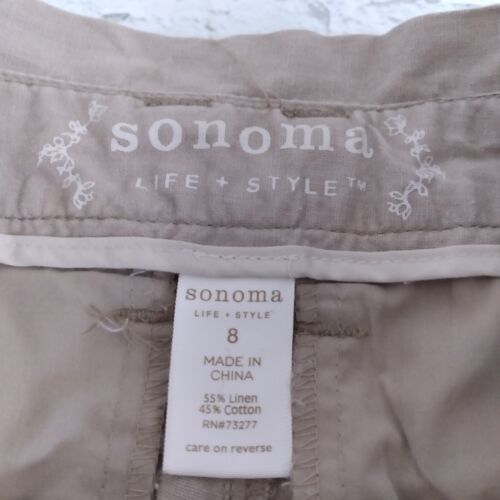 sonoma
LIFE + STYLE™
sonoma
LIFE + STYLE
8
MADE IN
CHINA
55% Linen
45% Cotton
RN#73277
care on reverse